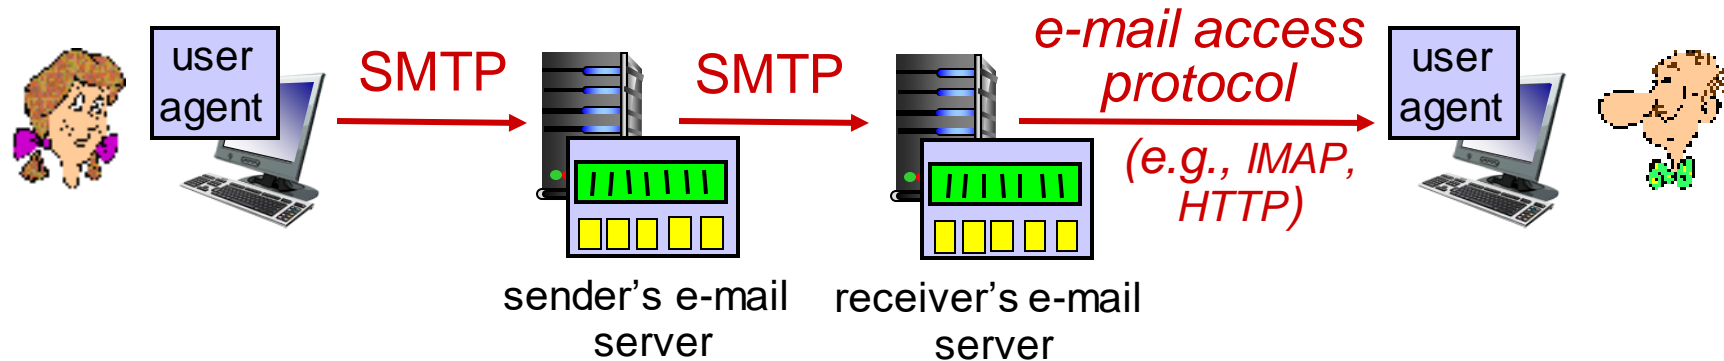 user
agent
SMTP
SMTP
e-mail access
protocol
(e.g., IMAP,
HTTP)
user
agent
sender’s e-mail
server
receiver’s e-mail
server